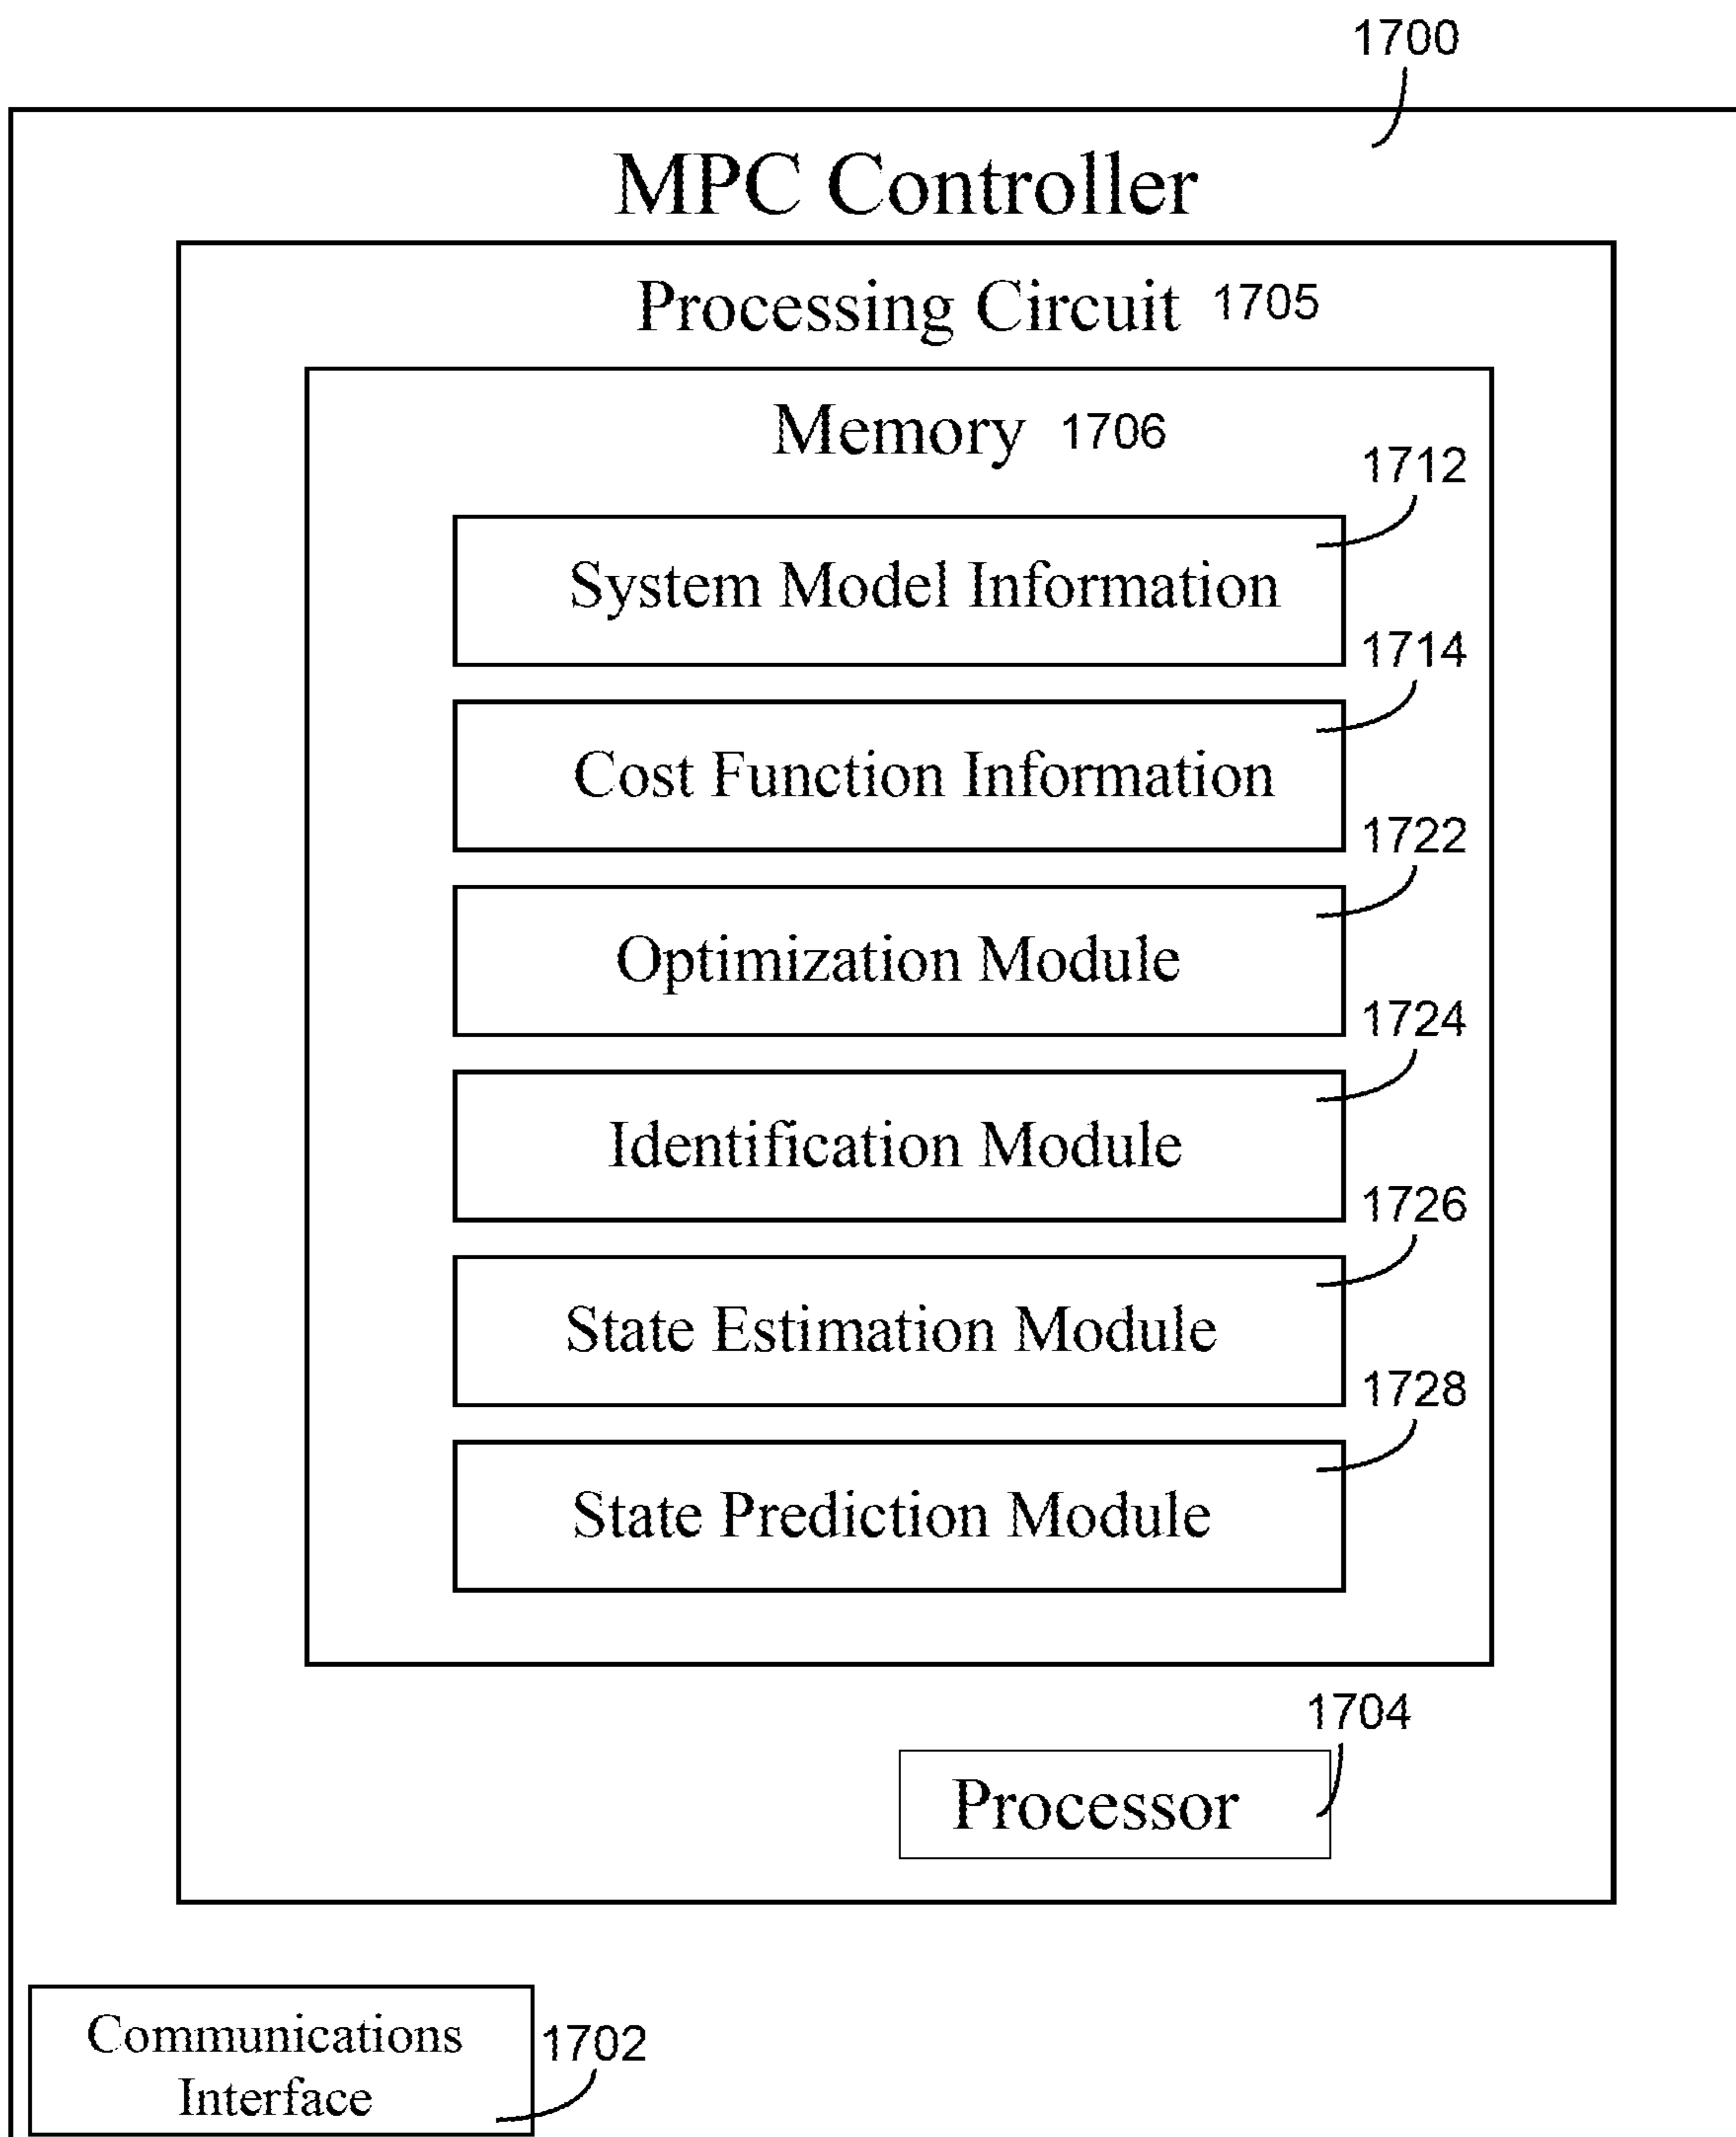 1700
MPC Controller
Processing Circuit 1705
Memory 1706
1712
System Model Information
1714
Cost Function Information
1722
Optimization Module
1724
Identification Module
1726
State Estimation Module
1728
State Prediction Module
1704
Processor
Communications
Interface
1702